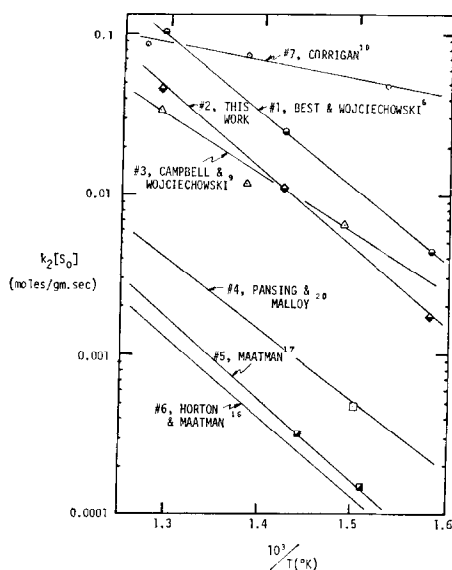 0.1
#7, CORRIGAN10
#2, THIS
WORK
#1, BEST & WOJCIECHOWSKI6
#3, CAMPBELL &
WOJCIECHOWSKI9
0.01
k2[S0]
(moles/gm.sec)
#4, PANSING &
MALLOY20
0.001
#5, MAATMAN17
#6, HORTON
& MAATMAN16
0.0001
1.3
1.4
1.5
1.6
10³/T(°K)